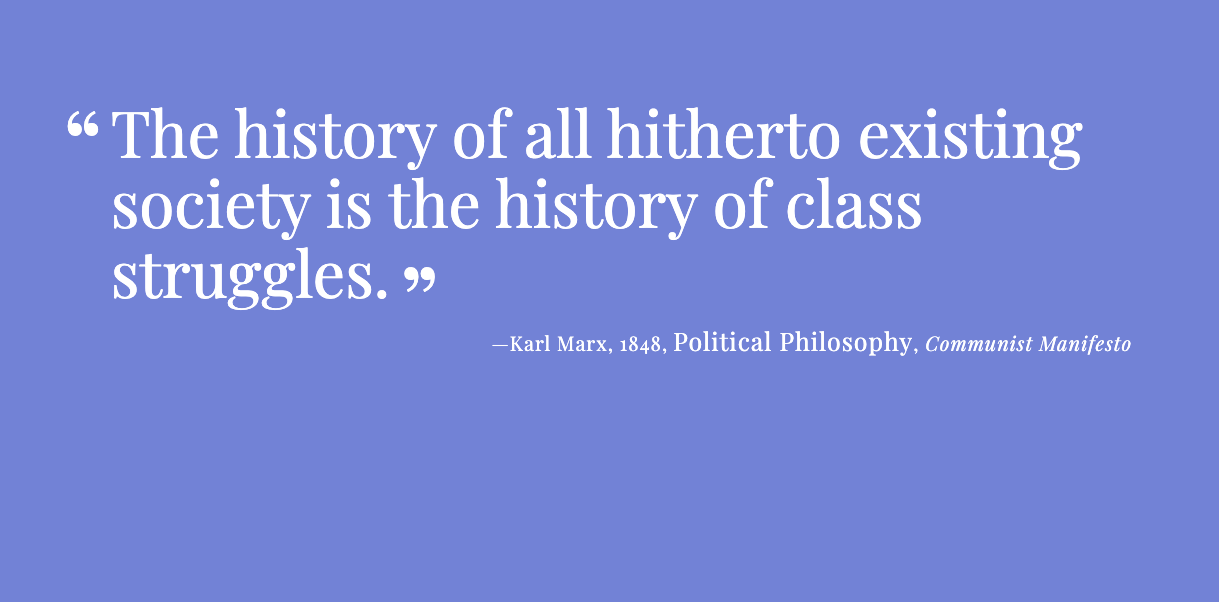 “ The history of all hitherto existing
society is the history of class
struggles. ”
—Karl Marx, 1848, Political Philosophy, Communist Manifesto